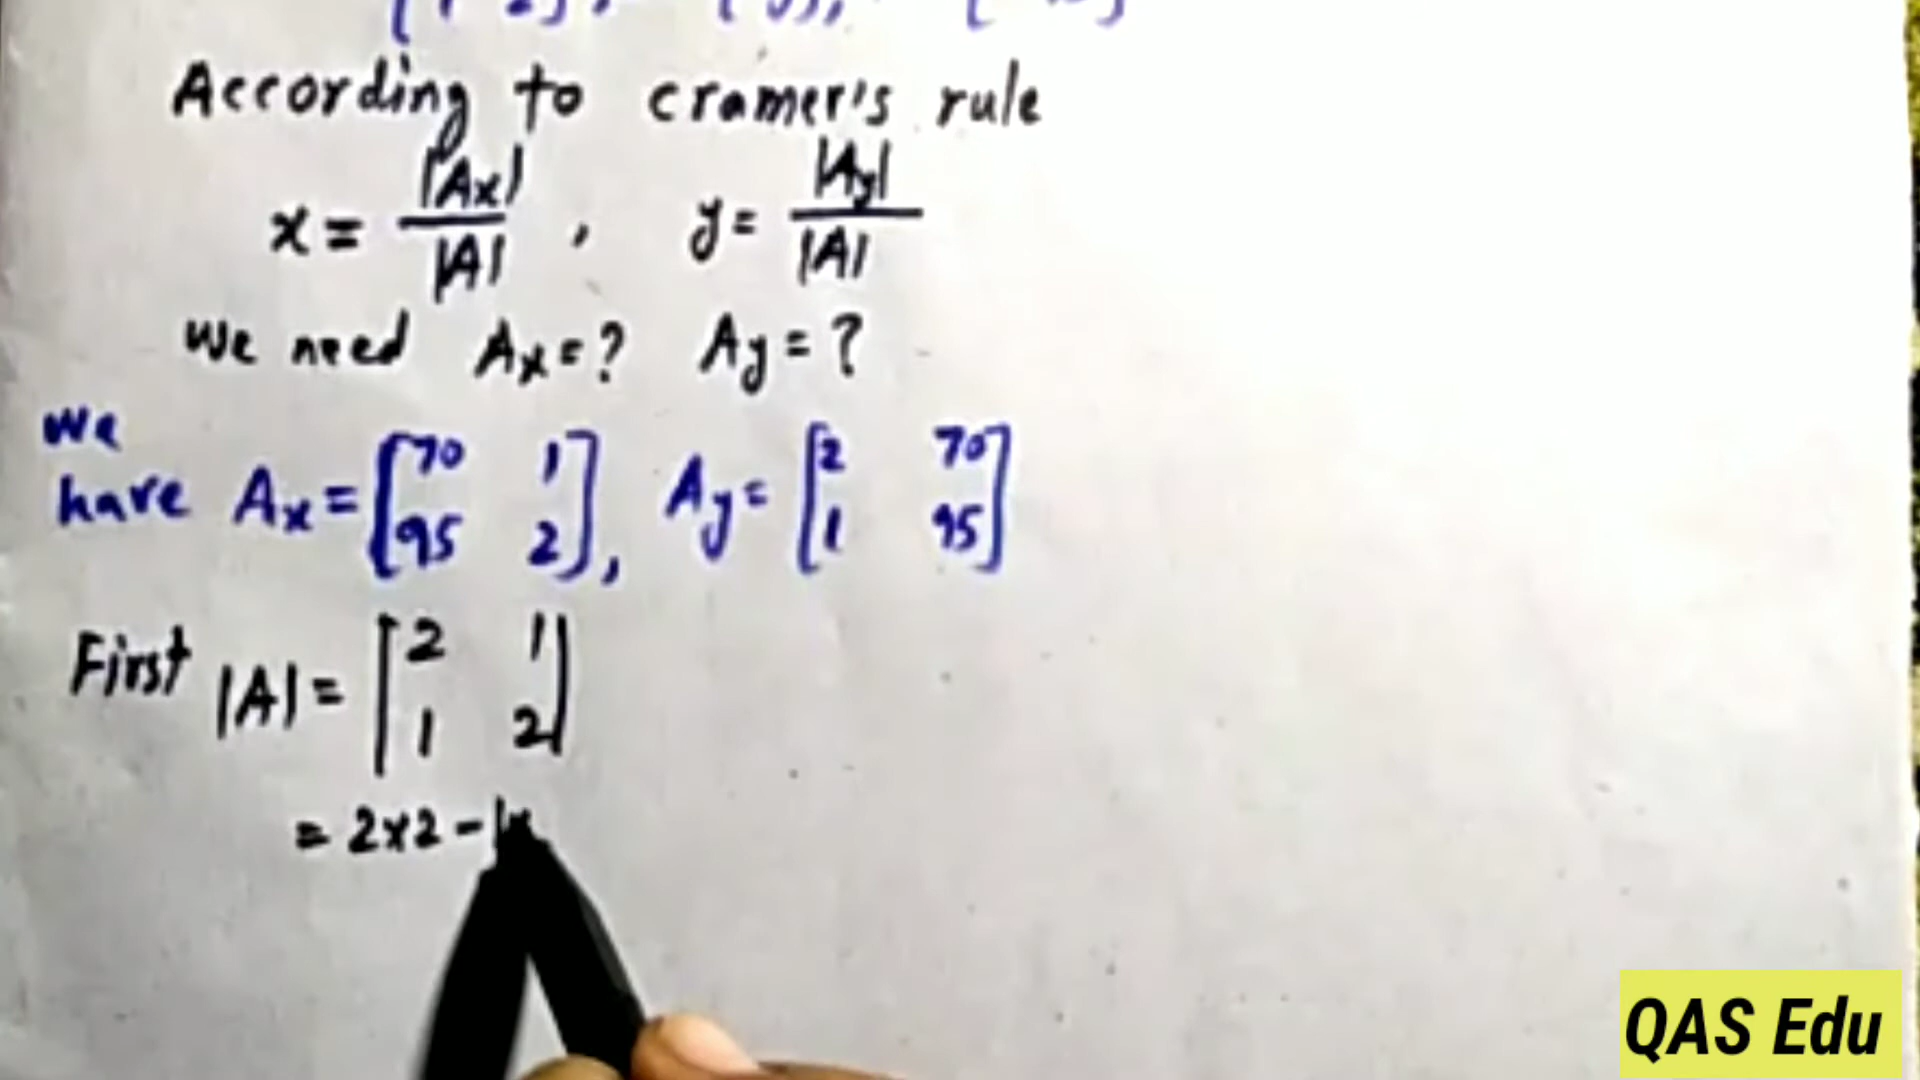 According to cramer's rule
x = |Ax| / |A| , y = |Ay| / |A|
we need Ax = ? Ay = ?
we
have Ax = [70 1; 95 2], Ay = [2 70; 1 95]
First |A| = |2 1; 1 2|
= 2x2 - 1x
QAS Edu